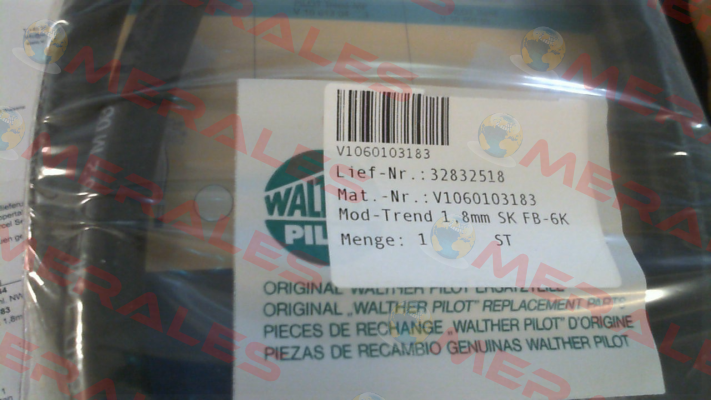 V1060103183
Lief-Nr.:32832518
Mat.-Nr.:V1060103183
Mod-Trend 1,8mm SK FB-6K
Menge: 1 ST
WALTHER
PILOT
ORIGINAL WALTHER PILOT ERSATZTEILE
ORIGINAL „WALTHER PILOT" REPLACEMENT PARTS
PIECES DE RECHANGE „WALTHER PILOT" D'ORIGINE
PIEZAS DE RECAMBIO GENUINAS WALTHER PILOT
MERALES
MERALES
MERALES
MERALES